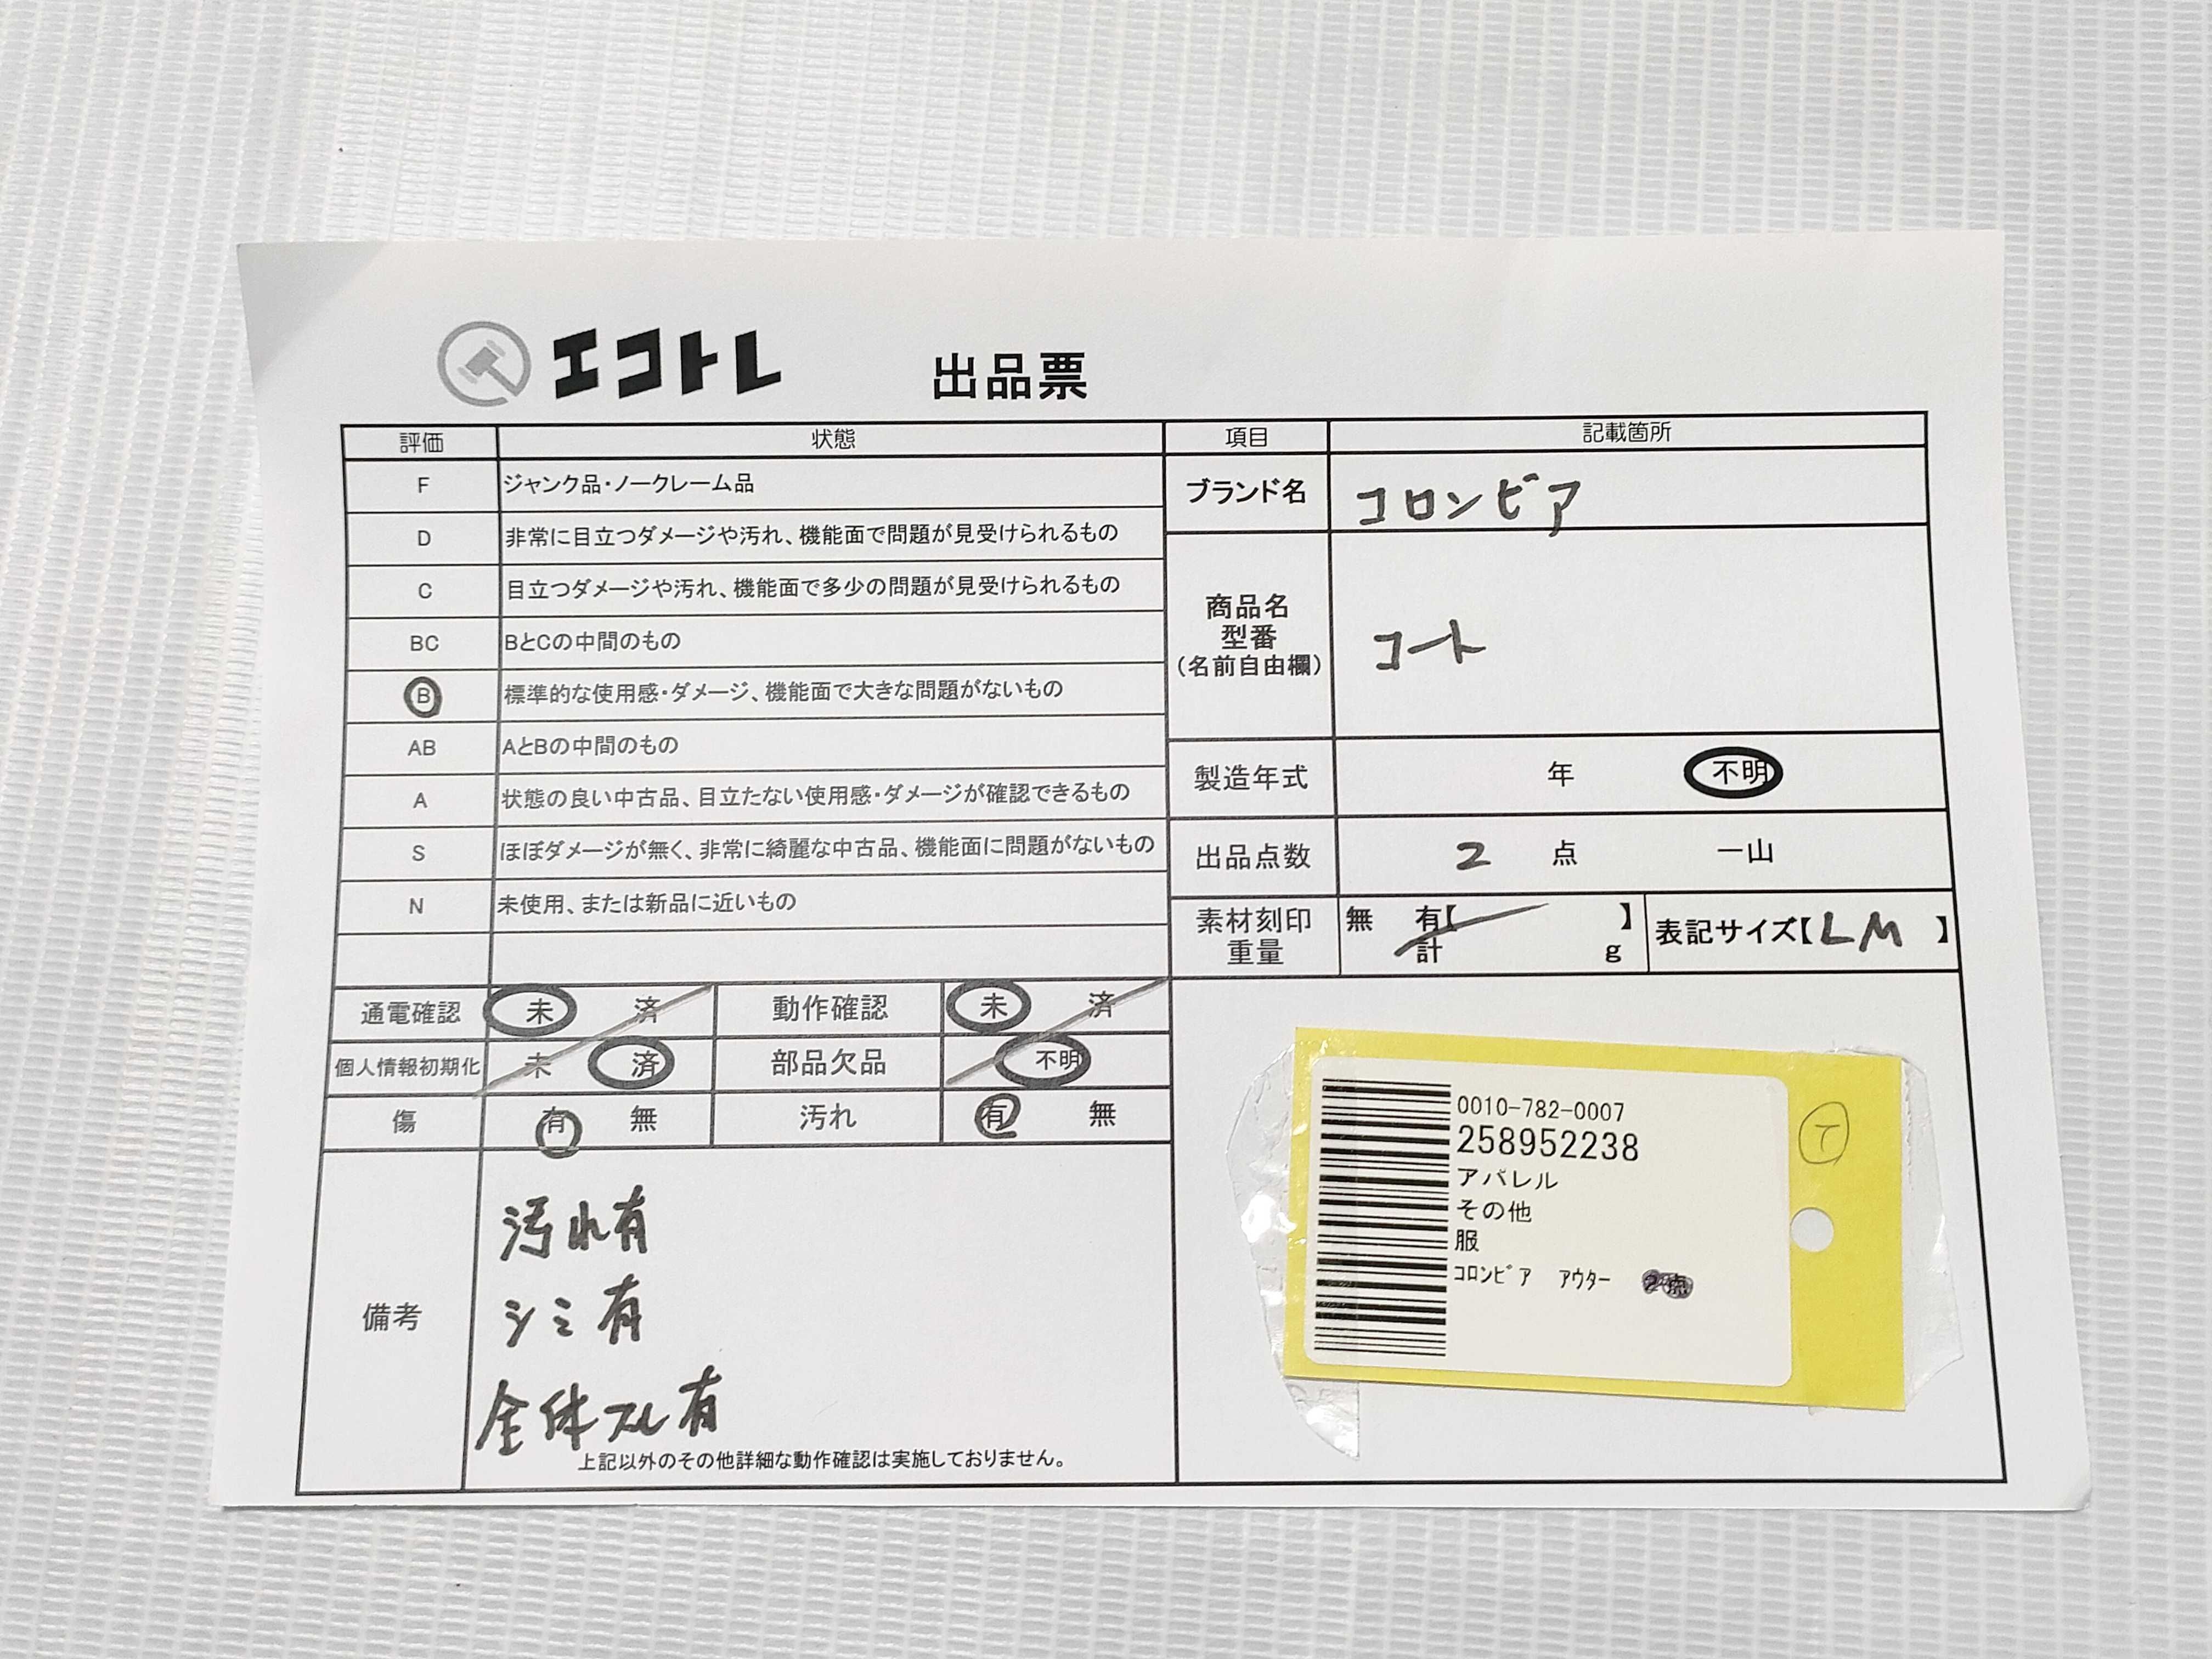 エコトレ 出品票
評価 状態 項目 記載箇所
F ジャンク品・ノークレーム品
D 非常に目立つダメージや汚れ、機能面で問題が見受けられるもの
C 目立つダメージや汚れ、機能面で多少の問題が見受けられるもの
BC BとCの中間のもの
B 標準的な使用感・ダメージ、機能面で大きな問題がないもの
AB AとBの中間のもの
A 状態の良い中古品、目立たない使用感・ダメージが確認できるもの
S ほぼダメージが無く、非常に綺麗な中古品、機能面に問題がないもの
N 未使用、または新品に近いもの
ブランド名 コロンビア
商品名
型番
(名前自由欄)
コート
製造年式 年 不明
出品点数 2 点 一山
素材刻印
重量
無 有【 】
計 g
表記サイズ【LM 】
通電確認 未 済 動作確認 未 済
個人情報初期化 未 済 部品欠品 不明
傷 有 無 汚れ 有 無
備考
汚れ有
シミ有
全体スレ有
上記以外のその他詳細な動作確認は実施しておりません。
0010-782-0007
258952238
アパレル
その他
服
ｺﾛﾝﾋﾞｱ ｱｳﾀｰ 2点
T